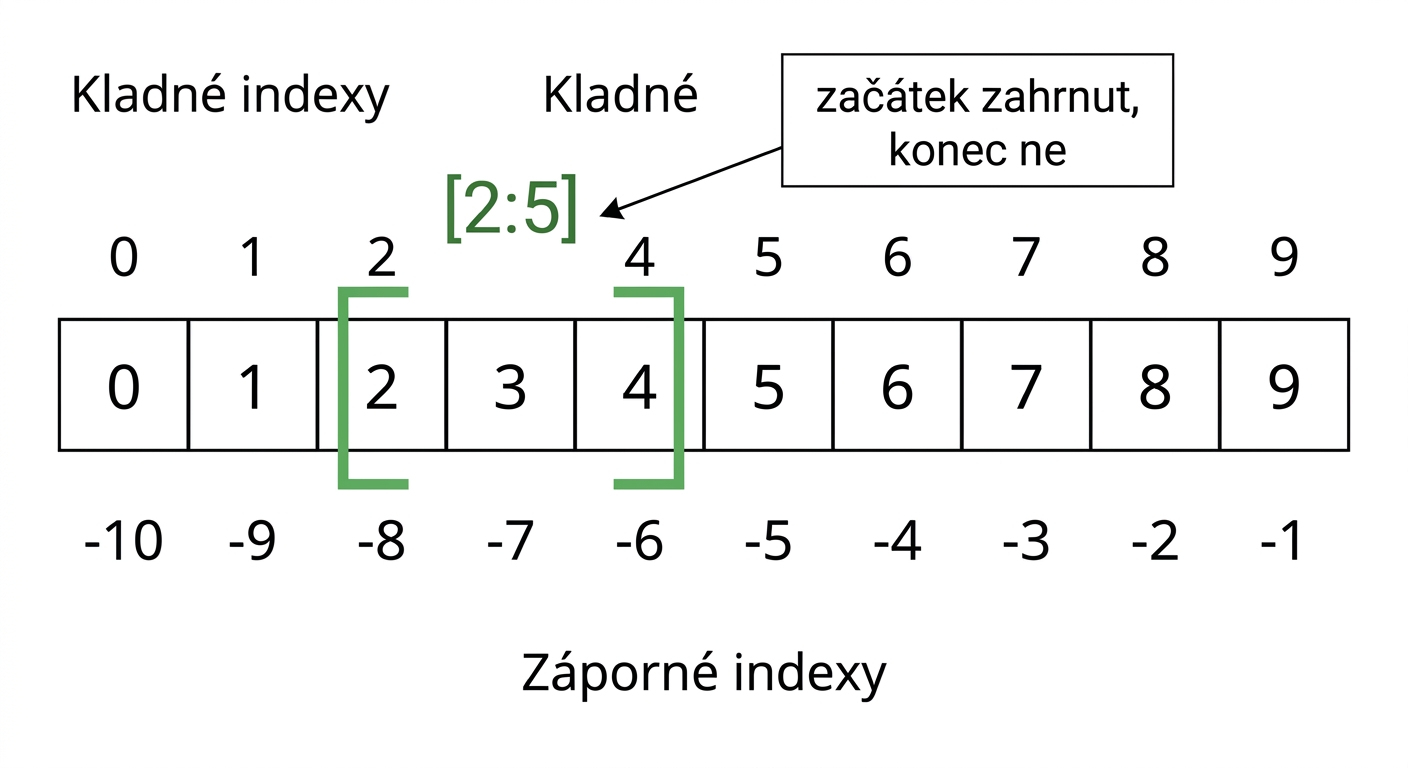 Kladné indexy Kladné
začátek zahrnut,
konec ne
[2:5]
0 1 2 4 5 6 7 8 9
0 1 2 3 4 5 6 7 8 9
-10 -9 -8 -7 -6 -5 -4 -3 -2 -1
Záporné indexy